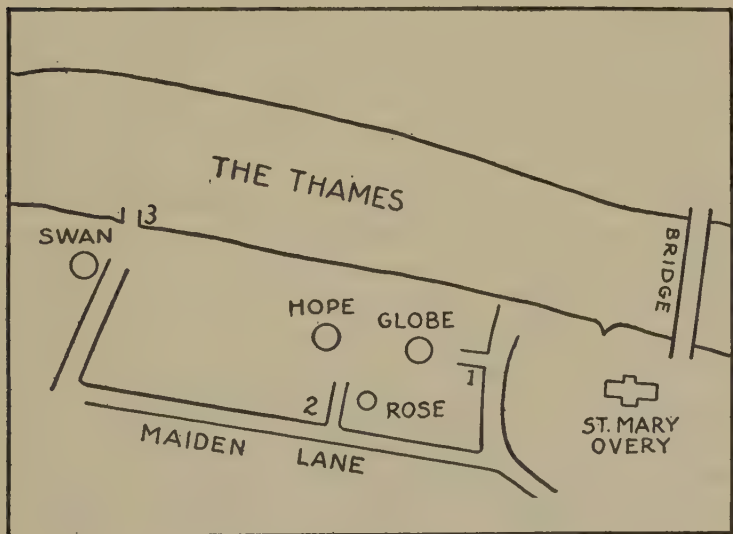 THE THAMES
3
SWAN
BRIDGE
HOPE
GLOBE
1
2
ROSE
ST. MARY
OVERY
MAIDEN LANE